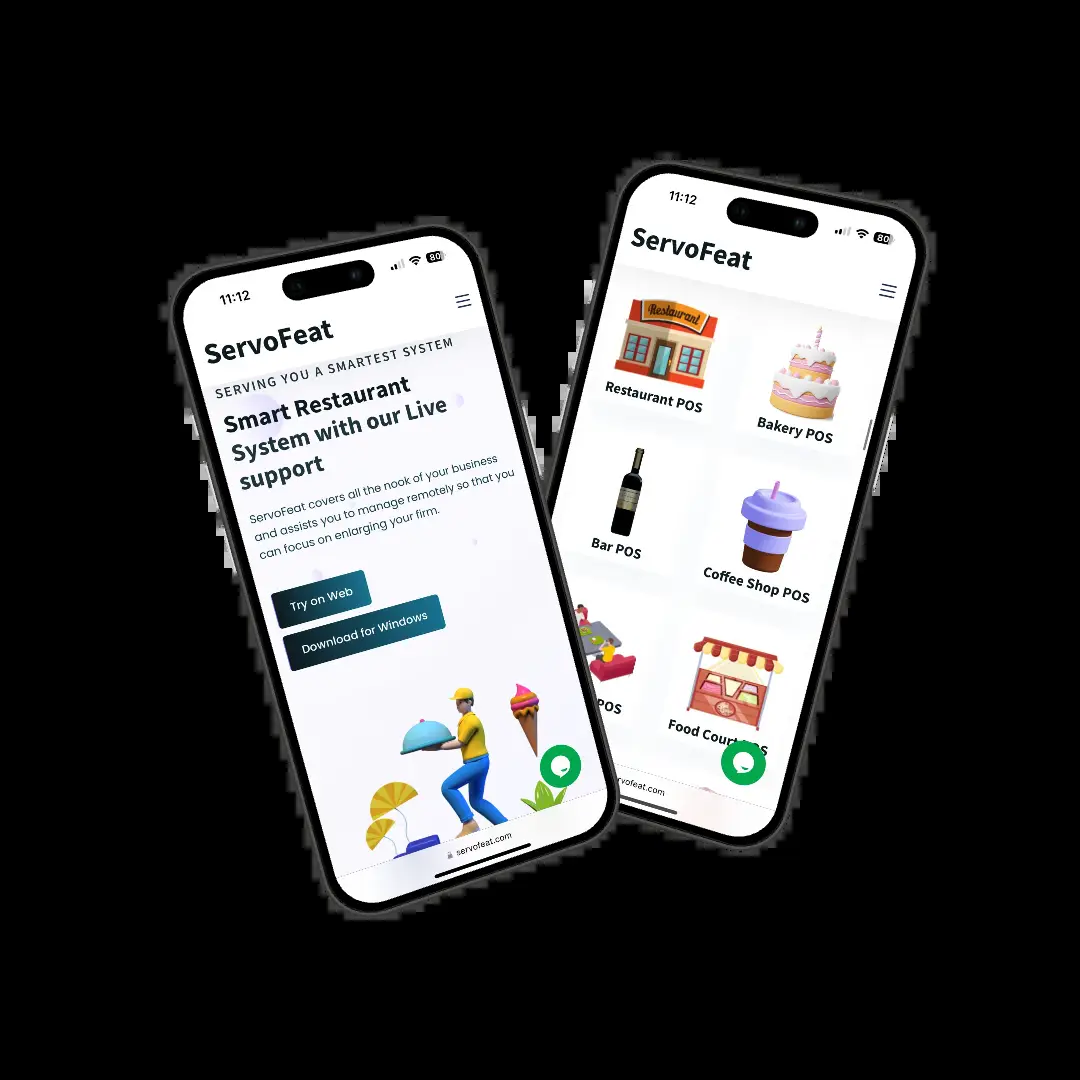 11:12
80
ServoFeat
SERVING YOU A SMARTEST SYSTEM
Smart Restaurant
System with our Live
support
ServoFeat covers all the nook of your business
and assists you to manage remotely so that you
can focus on enlarging your firm.
Try on Web
Download for Windows
servofeat.com
11:12
80
ServoFeat
Restaurant
Restaurant POS
Bakery POS
Bar POS
Coffee Shop POS
POS
Food Court POS
rvofeat.com